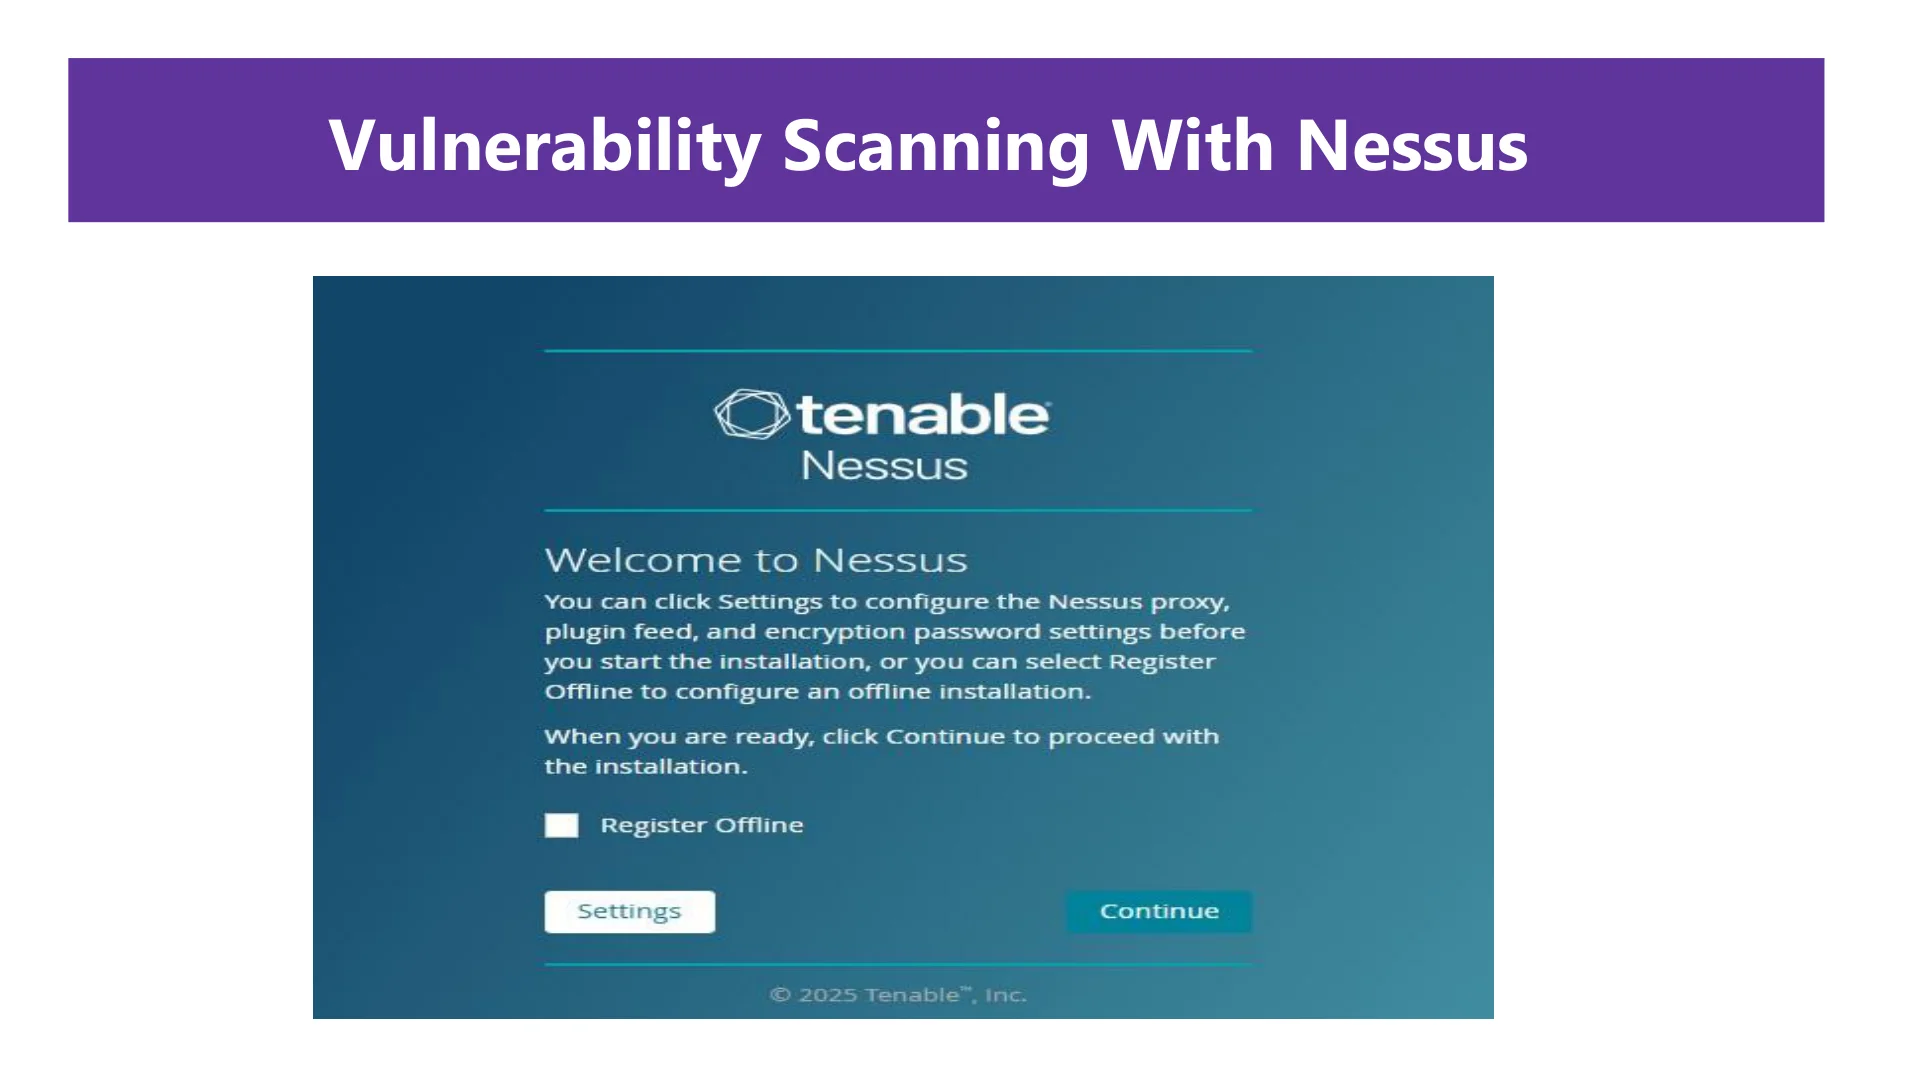 Vulnerability Scanning With Nessus
tenable
Nessus
Welcome to Nessus
You can click Settings to configure the Nessus proxy,
plugin feed, and encryption password settings before
you start the installation, or you can select Register
Offline to configure an offline installation.
When you are ready, click Continue to proceed with
the installation.
Register Offline
Settings
Continue
© 2025 Tenable™, Inc.